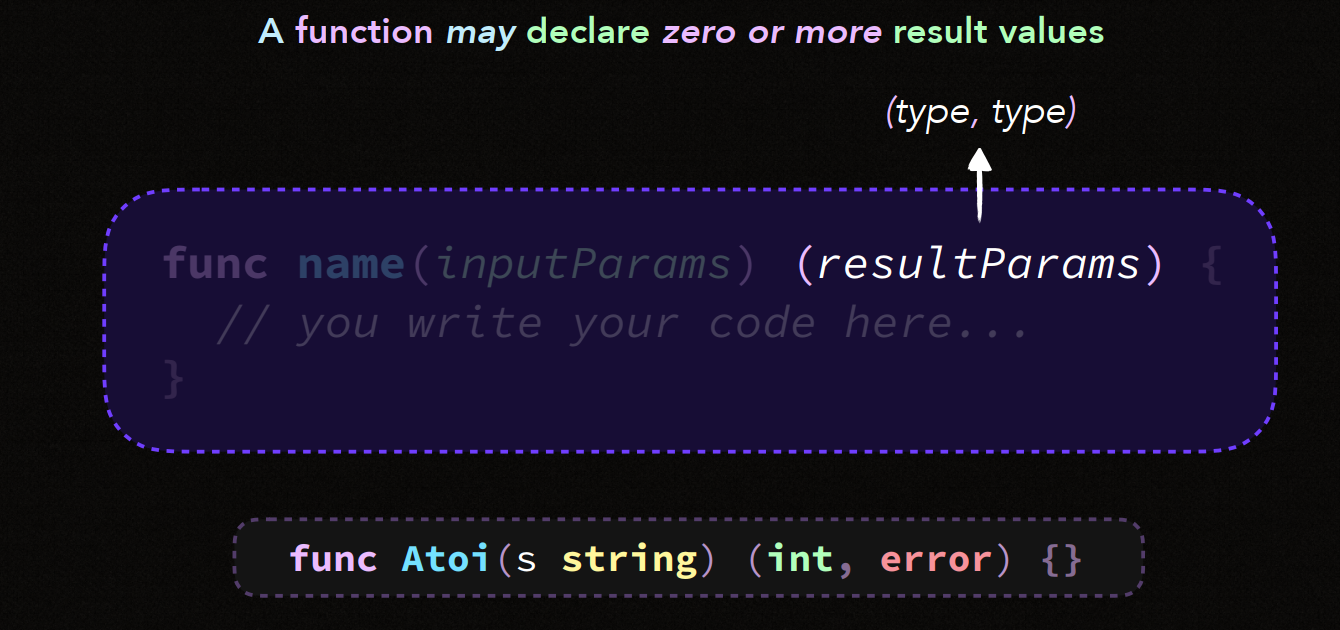 A function may declare zero or more result values
(type, type)
func name(inputParams) (resultParams) {
// you write your code here...
}
func Atoi(s string) (int, error) {}